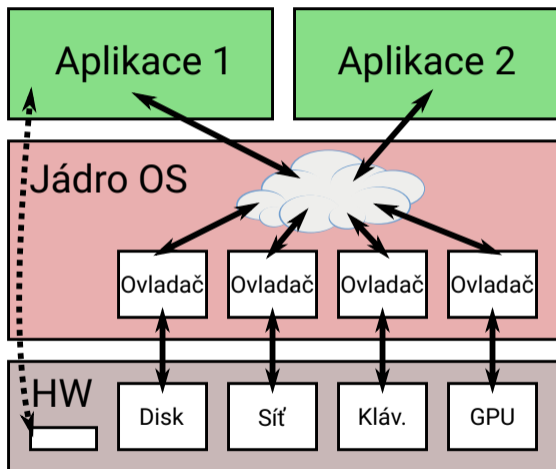 Aplikace 1
Aplikace 2
Jádro OS
Ovladač
Ovladač
Ovladač
Ovladač
HW
Disk
Síť
Kláv.
GPU